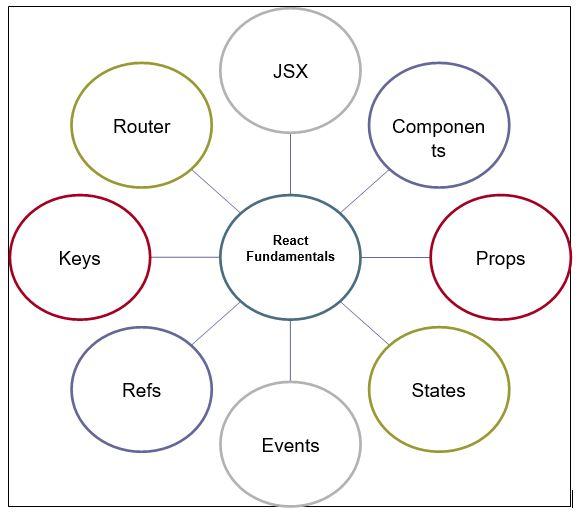 JSX
Router
Componen
ts
React
Fundamentals
Keys
Props
Refs
States
Events